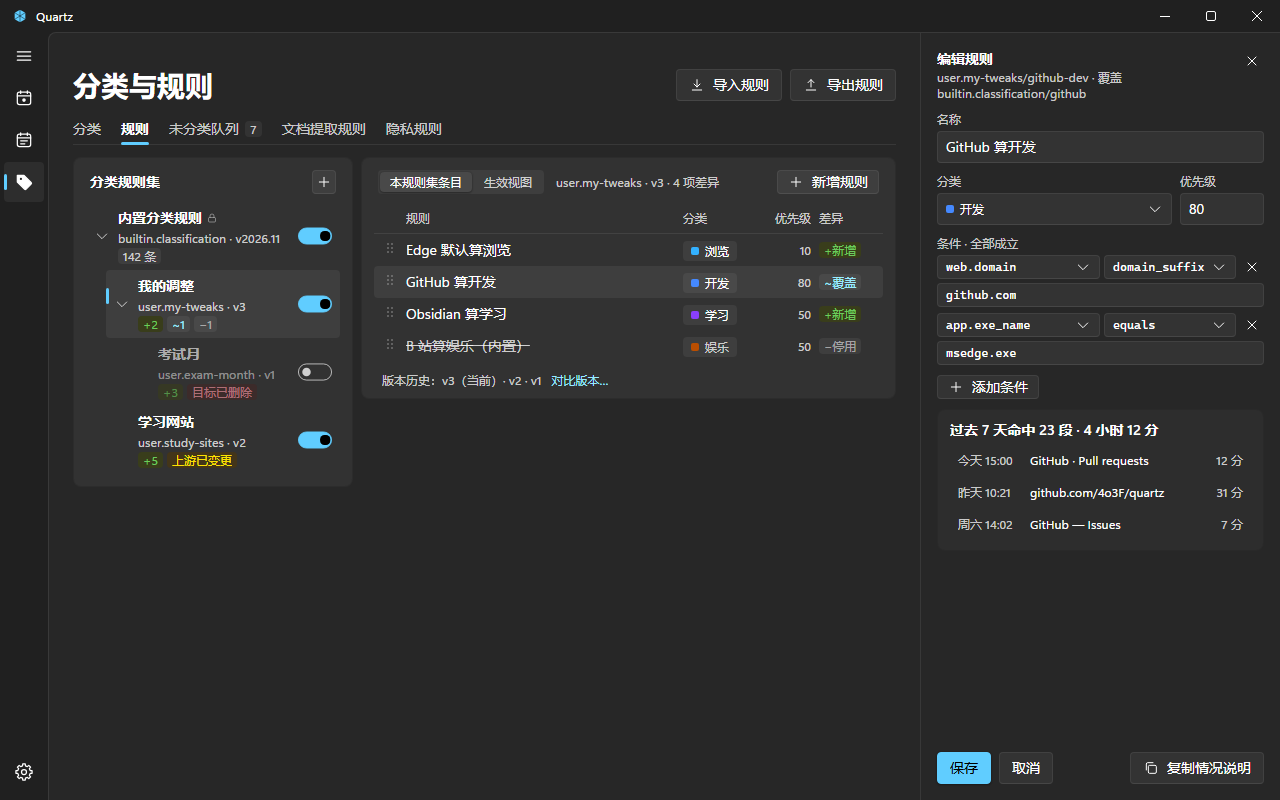 Quartz
分类与规则
导入规则
导出规则
分类 规则 未分类队列 7 文档提取规则 隐私规则
分类规则集
内置分类规则
builtin.classification · v2026.11
142 条
我的调整
user.my-tweaks · v3
+2 ~1 −1
考试月
user.exam-month · v1
+3 目标已删除
学习网站
user.study-sites · v2
+5 上游已变更
本规则集条目 生效视图 user.my-tweaks · v3 · 4 项差异 新增规则
规则 分类 优先级 差异
Edge 默认算浏览 浏览 10 +新增
GitHub 算开发 开发 80 ~覆盖
Obsidian 算学习 学习 50 +新增
B 站算娱乐（内置） 娱乐 50 −停用
版本历史：v3（当前）· v2 · v1 对比版本...
编辑规则
user.my-tweaks/github-dev · 覆盖
builtin.classification/github
名称
GitHub 算开发
分类 优先级
开发 80
条件 · 全部成立
web.domain domain_suffix
github.com
app.exe_name equals
msedge.exe
添加条件
过去 7 天命中 23 段 · 4 小时 12 分
今天 15:00 GitHub · Pull requests 12 分
昨天 10:21 github.com/4o3F/quartz 31 分
周六 14:02 GitHub — Issues 7 分
保存 取消 复制情况说明